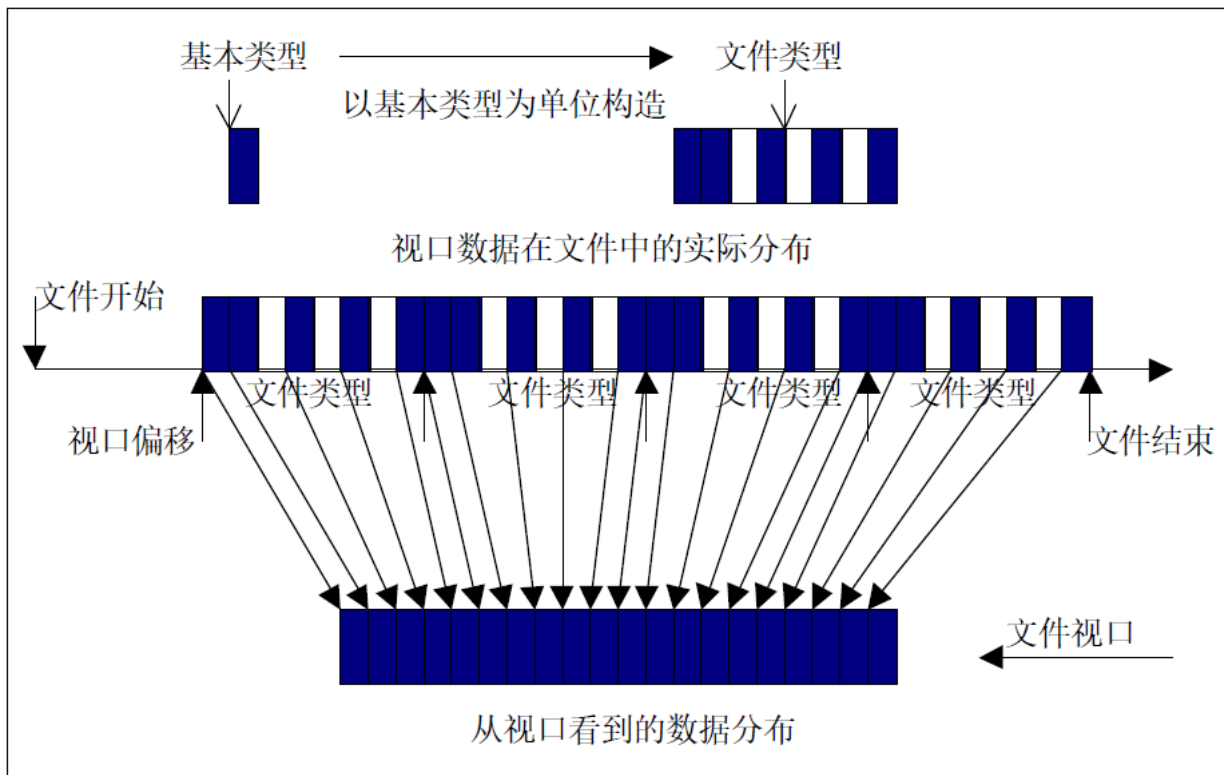 基本类型
文件类型
以基本类型为单位构造
视口数据在文件中的实际分布
文件开始
文件类型
文件类型
文件类型
文件类型
视口偏移
文件结束
文件视口
从视口看到的数据分布